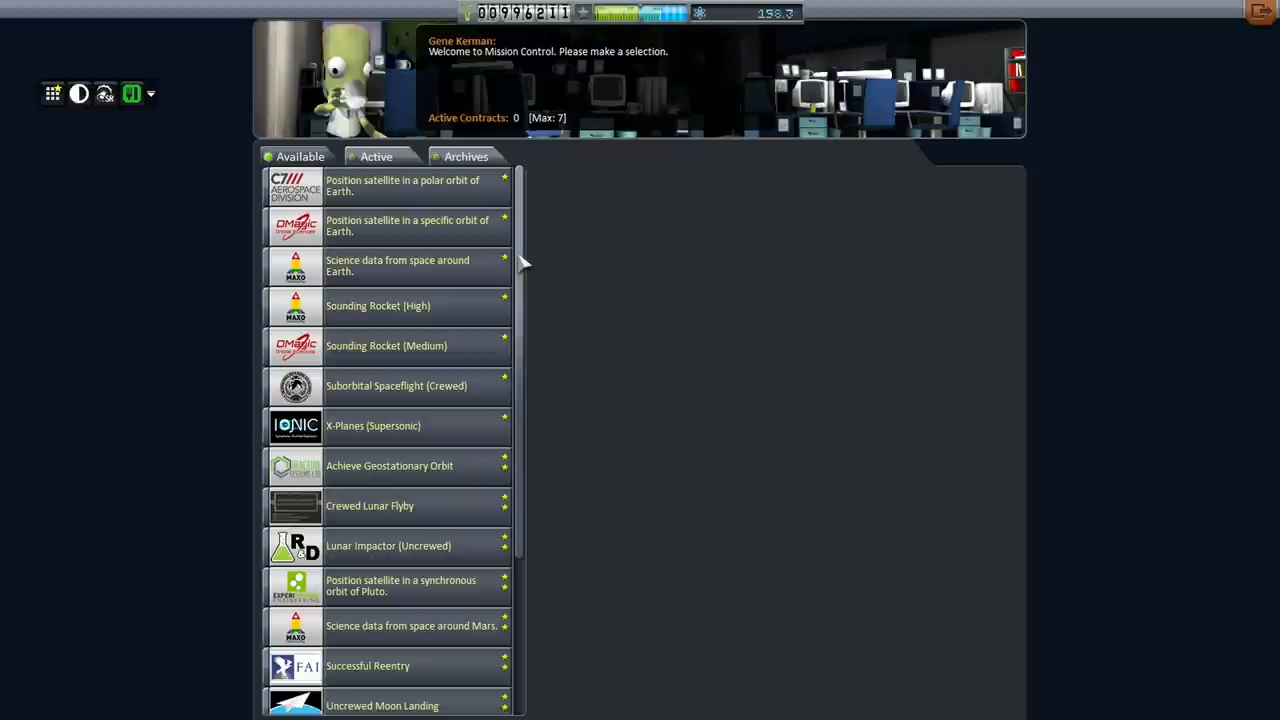 00996211
158.3
Gene Kerman:
Welcome to Mission Control. Please make a selection.
Active Contracts: 0 [Max: 7]
SR
Available
Active
Archives
C7///
AEROSPACE
DIVISION
Position satellite in a polar orbit of
Earth.
DMagic
Position satellite in a specific orbit of
Earth.
MAXO
Science data from space around
Earth.
MAXO
Sounding Rocket (High)
DMagic
Sounding Rocket (Medium)
Suborbital Spaceflight (Crewed)
IONIC
X-Planes (Supersonic)
Achieve Geostationary Orbit
Crewed Lunar Flyby
R&D
Lunar Impactor (Uncrewed)
Position satellite in a synchronous
orbit of Pluto.
MAXO
Science data from space around Mars.
FAI
Successful Reentry
Uncrewed Moon Landing